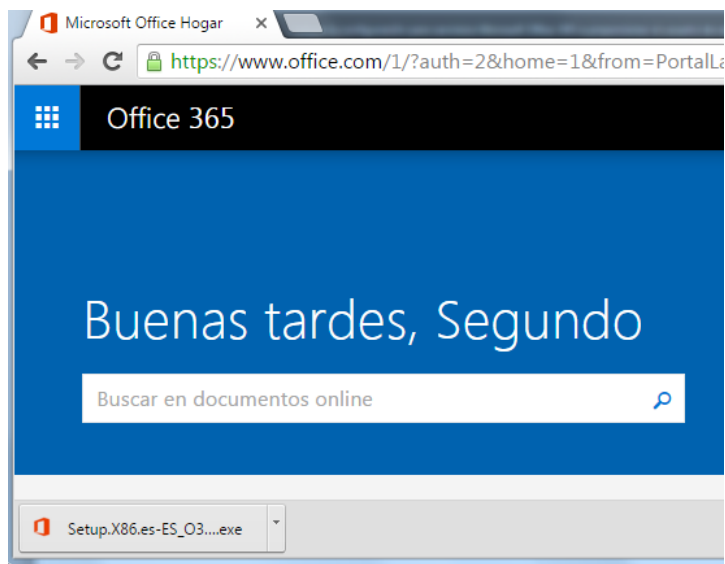 Microsoft Office Hogar
https://www.office.com/1/?auth=2&home=1&from=PortalLa
Office 365
Buenas tardes, Segundo
Buscar en documentos online
Setup.X86.es-ES_O3....exe